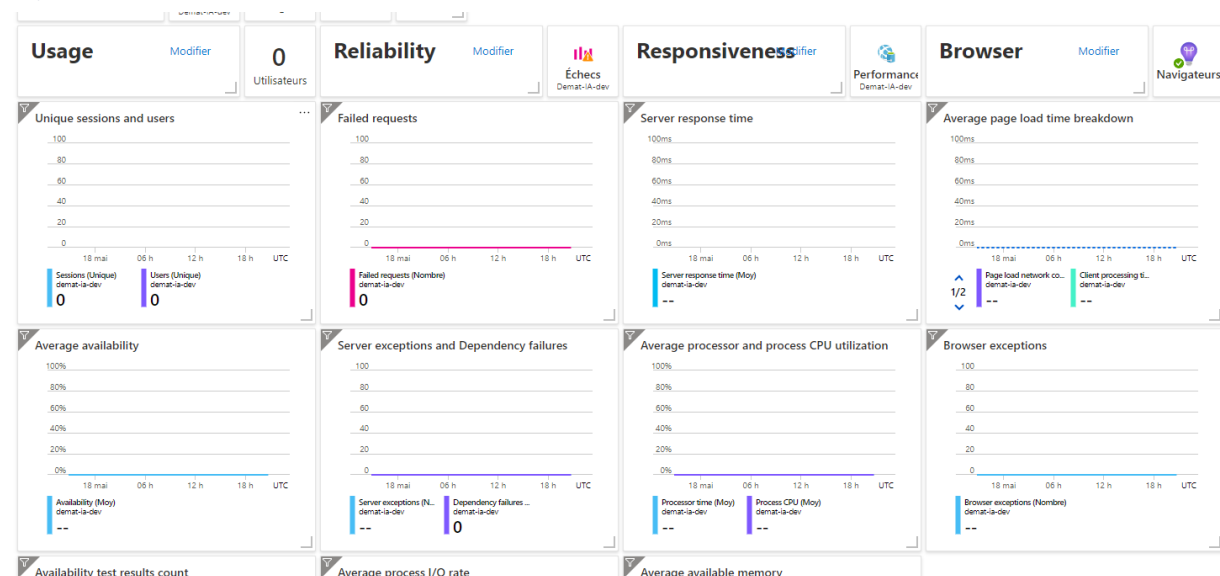 Demat-IA-dev
Usage
Modifier
0
Utilisateurs
Reliability
Modifier
Échecs
Demat-IA-dev
Responsiveness
Modifier
Performance
Demat-IA-dev
Browser
Modifier
Navigateurs
Unique sessions and users
...
100
80
60
40
20
0
18 mai
06 h
12 h
18 h
UTC
Sessions (Unique)
demat-ia-dev
0
Users (Unique)
demat-ia-dev
0
Failed requests
100
80
60
40
20
0
18 mai
06 h
12 h
18 h
UTC
Failed requests (Nombre)
demat-ia-dev
0
Server response time
100ms
80ms
60ms
40ms
20ms
0ms
18 mai
06 h
12 h
18 h
UTC
Server response time (Moy)
demat-ia-dev
--
Average page load time breakdown
100ms
80ms
60ms
40ms
20ms
0ms
18 mai
06 h
12 h
18 h
UTC
1/2
Page load network co...
demat-ia-dev
--
Client processing ti...
demat-ia-dev
--
Average availability
100%
80%
60%
40%
20%
0%
18 mai
06 h
12 h
18 h
UTC
Availability (Moy)
demat-ia-dev
--
Server exceptions and Dependency failures
100
80
60
40
20
0
18 mai
06 h
12 h
18 h
UTC
Server exceptions (N...
demat-ia-dev
--
Dependency failures ...
demat-ia-dev
0
Average processor and process CPU utilization
100%
80%
60%
40%
20%
0%
18 mai
06 h
12 h
18 h
UTC
Processor time (Moy)
demat-ia-dev
--
Process CPU (Moy)
demat-ia-dev
--
Browser exceptions
100
80
60
40
20
0
18 mai
06 h
12 h
18 h
UTC
Browser exceptions (Nombre)
demat-ia-dev
--
Availability test results count
Average process I/O rate
Average available memory